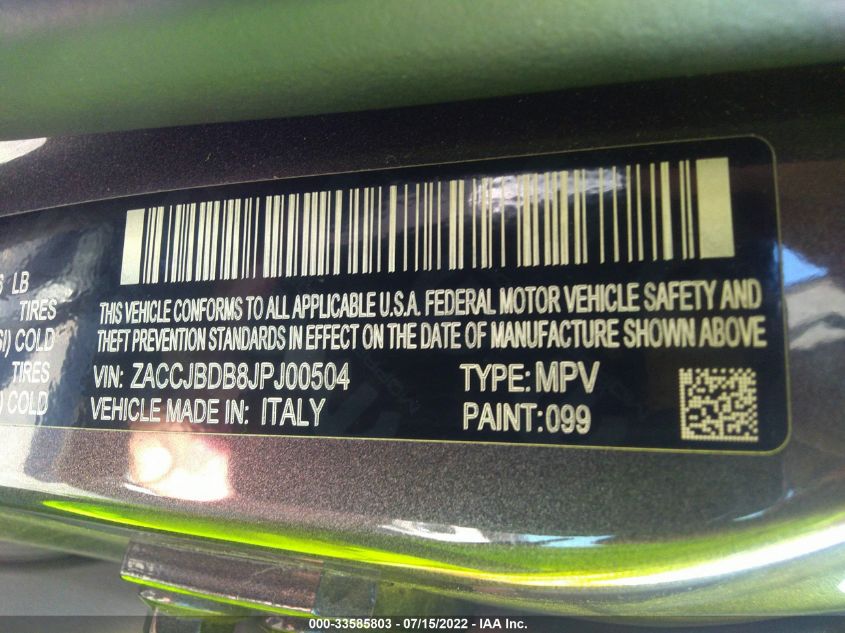 THIS VEHICLE CONFORMS TO ALL APPLICABLE U.S.A. FEDERAL MOTOR VEHICLE SAFETY AND
THEFT PREVENTION STANDARDS IN EFFECT ON THE DATE OF MANUFACTURE SHOWN ABOVE
LB
TIRES
COLD
TIRES
COLD
VIN: ZACCJBDB8JPJ00504
TYPE: MPV
VEHICLE MADE IN: ITALY
PAINT: 099
000-33585803 - 07/15/2022 - IAA Inc.